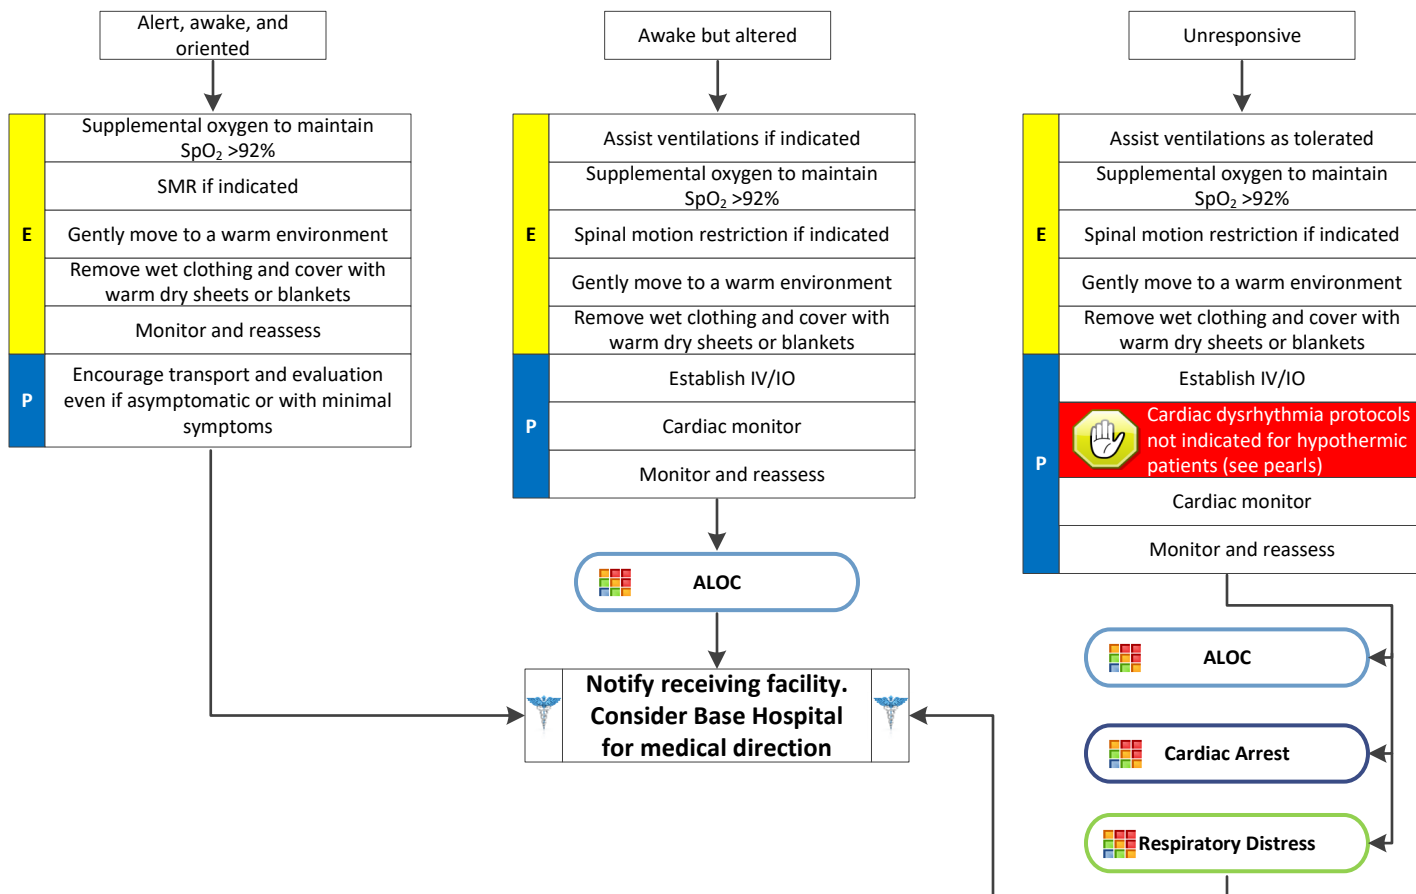 Alert, awake, and
oriented
E
Supplemental oxygen to maintain
SpO2 >92%
SMR if indicated
Gently move to a warm environment
Remove wet clothing and cover with
warm dry sheets or blankets
Monitor and reassess
P
Encourage transport and evaluation
even if asymptomatic or with minimal
symptoms
Awake but altered
E
Assist ventilations if indicated
Supplemental oxygen to maintain
SpO2 >92%
Spinal motion restriction if indicated
Gently move to a warm environment
Remove wet clothing and cover with
warm dry sheets or blankets
P
Establish IV/IO
Cardiac monitor
Monitor and reassess
ALOC
Notify receiving facility.
Consider Base Hospital
for medical direction
Unresponsive
E
Assist ventilations as tolerated
Supplemental oxygen to maintain
SpO2 >92%
Spinal motion restriction if indicated
Gently move to a warm environment
Remove wet clothing and cover with
warm dry sheets or blankets
P
Establish IV/IO
Cardiac dysrhythmia protocols
not indicated for hypothermic
patients (see pearls)
Cardiac monitor
Monitor and reassess
ALOC
Cardiac Arrest
Respiratory Distress